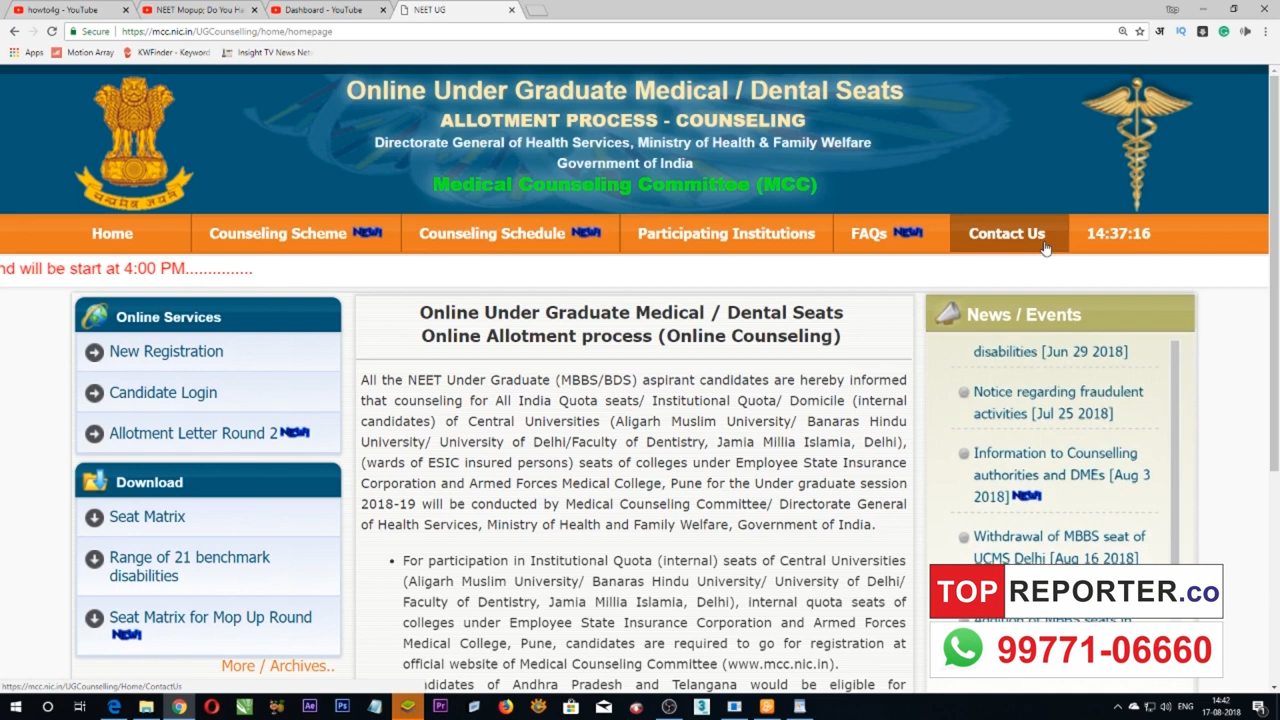 howto4g - YouTube
NEET Mopup; Do You Ha
Dashboard - YouTube
NEET UG
Secure
https://mcc.nic.in/UGCounselling/home/homepage
Apps
Motion Array
KWFinder - Keyword
Insight TV News Net
Online Under Graduate Medical / Dental Seats
ALLOTMENT PROCESS - COUNSELING
Directorate General of Health Services, Ministry of Health & Family Welfare
Government of India
Medical Counseling Committee (MCC)
सत्यमेव जयते
Home
Counseling Scheme NEW!
Counseling Schedule NEW!
Participating Institutions
FAQs NEW!
Contact Us
14:37:16
nd will be start at 4:00 PM...............
Online Services
New Registration
Candidate Login
Allotment Letter Round 2 NEW!
Download
Seat Matrix
Range of 21 benchmark
disabilities
Seat Matrix for Mop Up Round
NEW!
More / Archives..
Online Under Graduate Medical / Dental Seats
Online Allotment process (Online Counseling)
All the NEET Under Graduate (MBBS/BDS) aspirant candidates are hereby informed
that counseling for All India Quota seats/ Institutional Quota/ Domicile (internal
candidates) of Central Universities (Aligarh Muslim University/ Banaras Hindu
University/ University of Delhi/Faculty of Dentistry, Jamia Millia Islamia, Delhi),
(wards of ESIC insured persons) seats of colleges under Employee State Insurance
Corporation and Armed Forces Medical College, Pune for the Under graduate session
2018-19 will be conducted by Medical Counseling Committee/ Directorate General
of Health Services, Ministry of Health and Family Welfare, Government of India.
• For participation in Institutional Quota (internal) seats of Central Universities
(Aligarh Muslim University/ Banaras Hindu University/ University of Delhi/
Faculty of Dentistry, Jamia Millia Islamia, Delhi), internal quota seats of
colleges under Employee State Insurance Corporation and Armed Forces
Medical College, Pune, candidates are required to go for registration at
official website of Medical Counseling Committee (www.mcc.nic.in).
ndidates of Andhra Pradesh and Telangana would be eligible for
News / Events
disabilities [Jun 29 2018]
Notice regarding fraudulent
activities [Jul 25 2018]
Information to Counselling
authorities and DMEs [Aug 3
2018] NEW!
Withdrawal of MBBS seat of
UCMS Delhi [Aug 16 2018]
TOP REPORTER.co
99771-06660
https://mcc.nic.in/UGCounselling/Home/ContactUs
ENG
14:42
17-08-2018